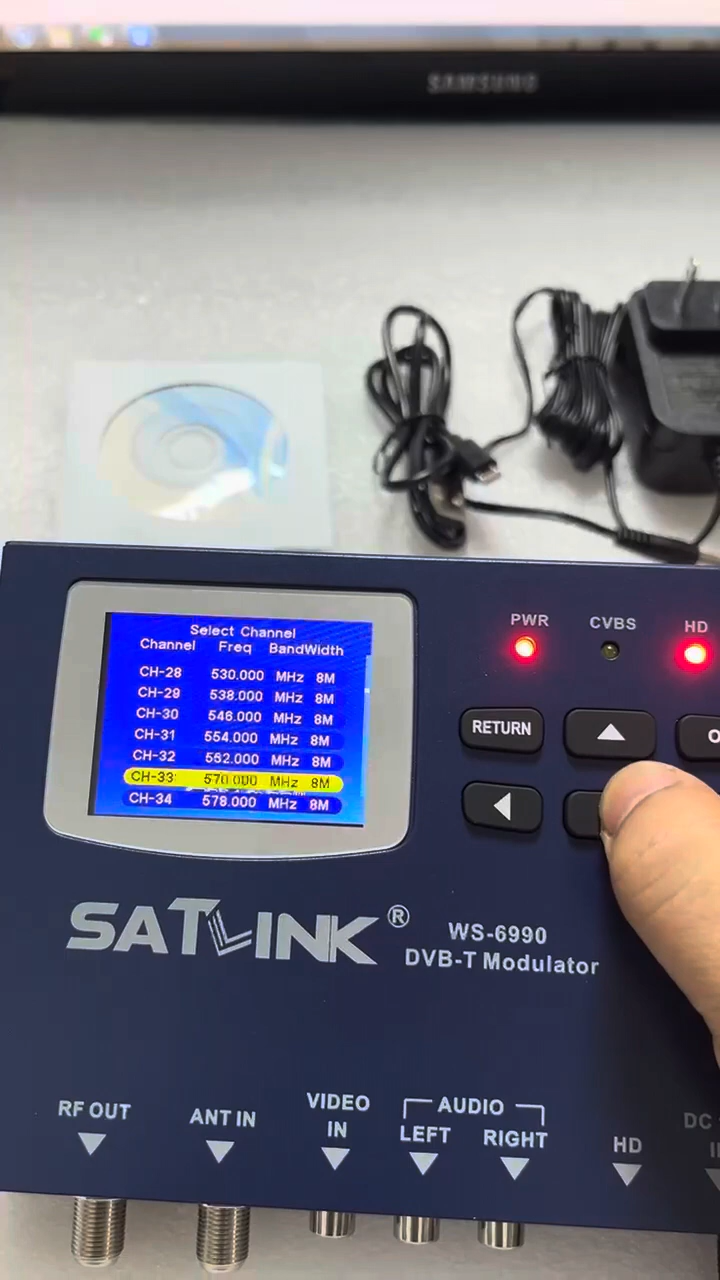 SAMSUNG
Select Channel
Channel Freq BandWidth
CH-28 530.000 MHz 8M
CH-29 538.000 MHz 8M
CH-30 546.000 MHz 8M
CH-31 554.000 MHz 8M
CH-32 562.000 MHz 8M
CH-33 570.000 MHz 8M
CH-34 578.000 MHz 8M
PWR CVBS HD
RETURN
SATLINK®
WS-6990
DVB-T Modulator
RF OUT
ANT IN
VIDEO
IN
AUDIO
LEFT RIGHT
HD
DC